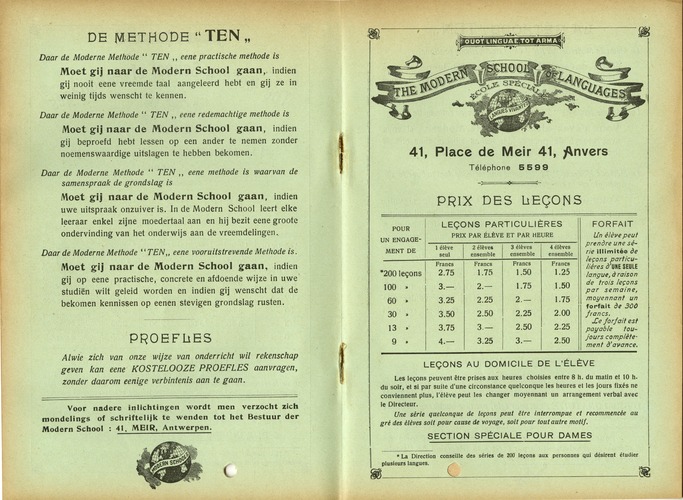 DE METHODE “ TEN „
Daar de Moderne Methode “ TEN ,, eene practische methode is
Moet gij naar de Modern School gaan, indien
gij nooit eene vreemde taal aangeleerd hebt en gij ze in
weinig tijds wenscht te kennen.
Daar de Moderne Methode “ TEN ,, eene redemachtige methode is
Moet gij naar de Modern School gaan, indien
gij beproefd hebt lessen op een ander te nemen zonder
noemenswaardige uitslagen te hebben bekomen.
Daar de Moderne Methode “ TEN ,, eene methode is waarvan de
samenspraak de grondslag is
Moet gij naar de Modern School gaan, indien
uwe uitspraak onzuiver is. In de Modern School leert elke
leeraar enkel zijne moedertaal aan en hij bezit eene groote
ondervinding van het onderwijs aan de vreemdelingen.
Daar de Moderne Methode “TEN,, eene vooruitstrevende Methode is.
Moet gij naar de Modern School gaan, indien
gij op eene practische, concrete en afdoende wijze in uwe
studiën wilt geleid worden en indien gij wenscht dat de
bekomen kennissen op eenen stevigen grondslag rusten.
PROEFLES
Alwie zich van onze wijze van onderricht wil rekenschap
geven kan eene KOSTELOOZE PROEFLES aanvragen,
zonder daarom eenige verbintenis aan te gaan.
Voor nadere inlichtingen wordt men verzocht zich
mondelings of schriftelijk te wenden tot het Bestuur der
Modern School : 41, MEIR, Antwerpen.
MODERN SCHOOL
QUOT LINGUAE TOT ARMA
THE MODERN SCHOOL OF LANGUAGES
ÉCOLE SPÉCIALE
LANGUES VIVANTES
41, Place de Meir 41, Anvers
Téléphone 5599
PRIX DES LEÇONS
POUR UN ENGAGEMENT DE
LEÇONS PARTICULIÈRES
PRIX PAR ÉLÈVE ET PAR HEURE
1 élève seul 2 élèves ensemble 3 élèves ensemble 4 élèves ensemble
Francs Francs Francs Francs
*200 leçons 2.75 1.75 1.50 1.25
100 » 3.— 2.— 1.75 1.50
60 » 3.25 2.25 2.— 1.75
30 » 3.50 2.50 2.25 2.00
13 » 3.75 3.— 2.50 2.25
9 » 4.— 3.25 3.— 2.50
FORFAIT
Un élève peut
prendre une sé-
rie illimitée de
leçons particu-
lières d'UNE SEULE
langue, à raison
de trois leçons
par semaine,
moyennant un
forfait de 300
francs.
Le forfait est
payable tou-
jours complète-
ment d'avance.
LEÇONS AU DOMICILE DE L'ÉLÈVE
Les leçons peuvent être prises aux heures choisies entre 8 h. du matin et 10 h.
du soir, et si par suite d'une circonstance quelconque les heures et les jours fixés ne
conviennent plus, l'élève peut les changer moyennant un arrangement verbal avec
le Directeur.
Une série quelconque de leçons peut être interrompue et recommencée au
gré des élèves soit pour cause de voyage, soit pour tout autre motif.
SECTION SPÉCIALE POUR DAMES
* La Direction conseille des séries de 200 leçons aux personnes qui désirent étudier
plusieurs langues.